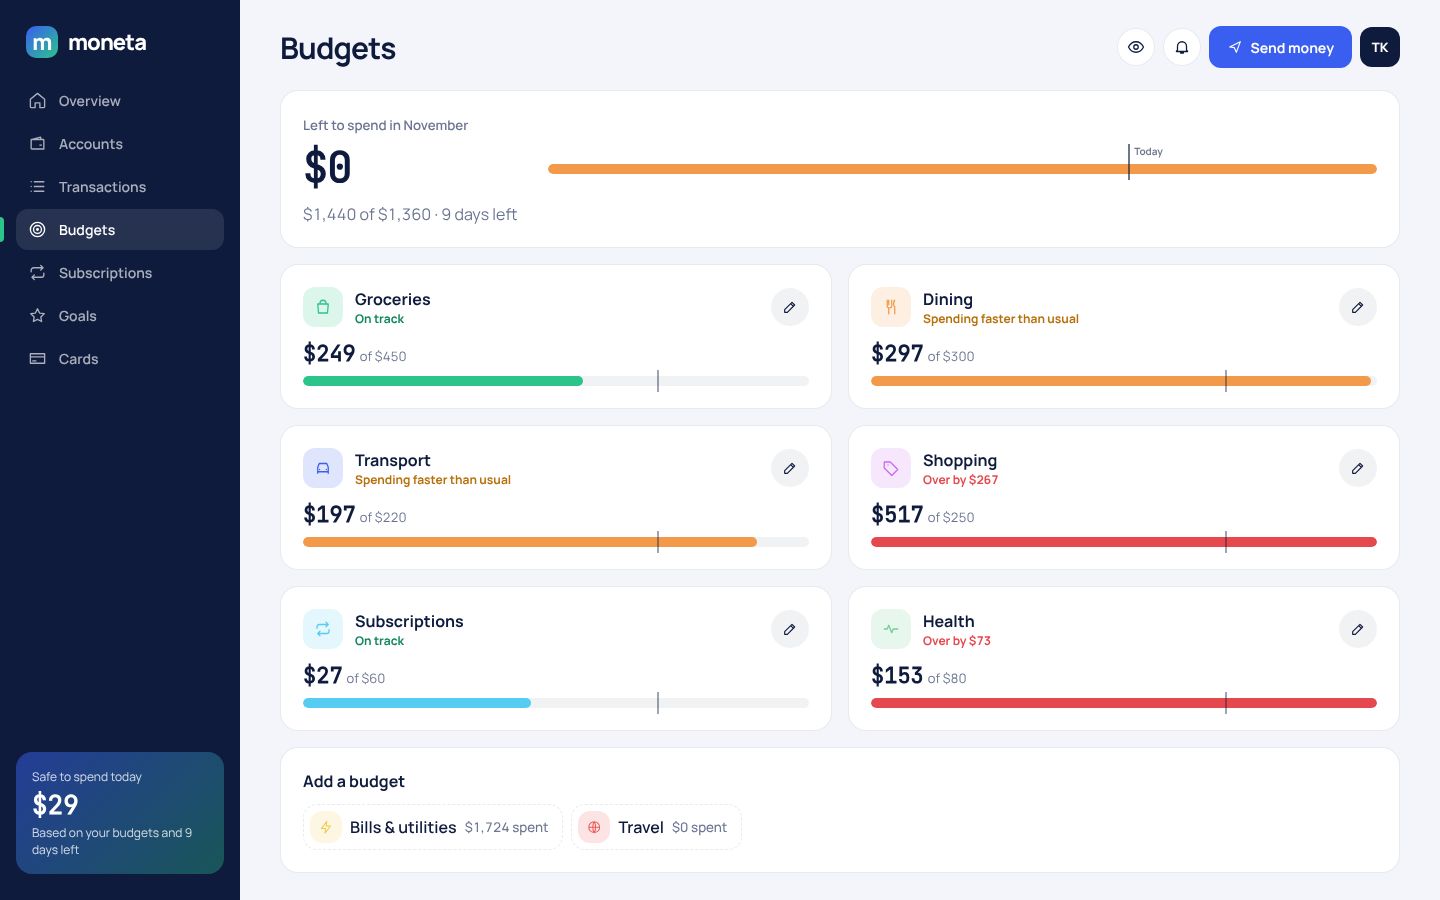 m moneta
Overview
Accounts
Transactions
Budgets
Subscriptions
Goals
Cards
Safe to spend today
$29
Based on your budgets and 9
days left
Budgets
Send money
TK
Left to spend in November
$0
$1,440 of $1,360 · 9 days left
Today
Groceries
On track
$249 of $450
Dining
Spending faster than usual
$297 of $300
Transport
Spending faster than usual
$197 of $220
Shopping
Over by $267
$517 of $250
Subscriptions
On track
$27 of $60
Health
Over by $73
$153 of $80
Add a budget
Bills & utilities $1,724 spent
Travel $0 spent